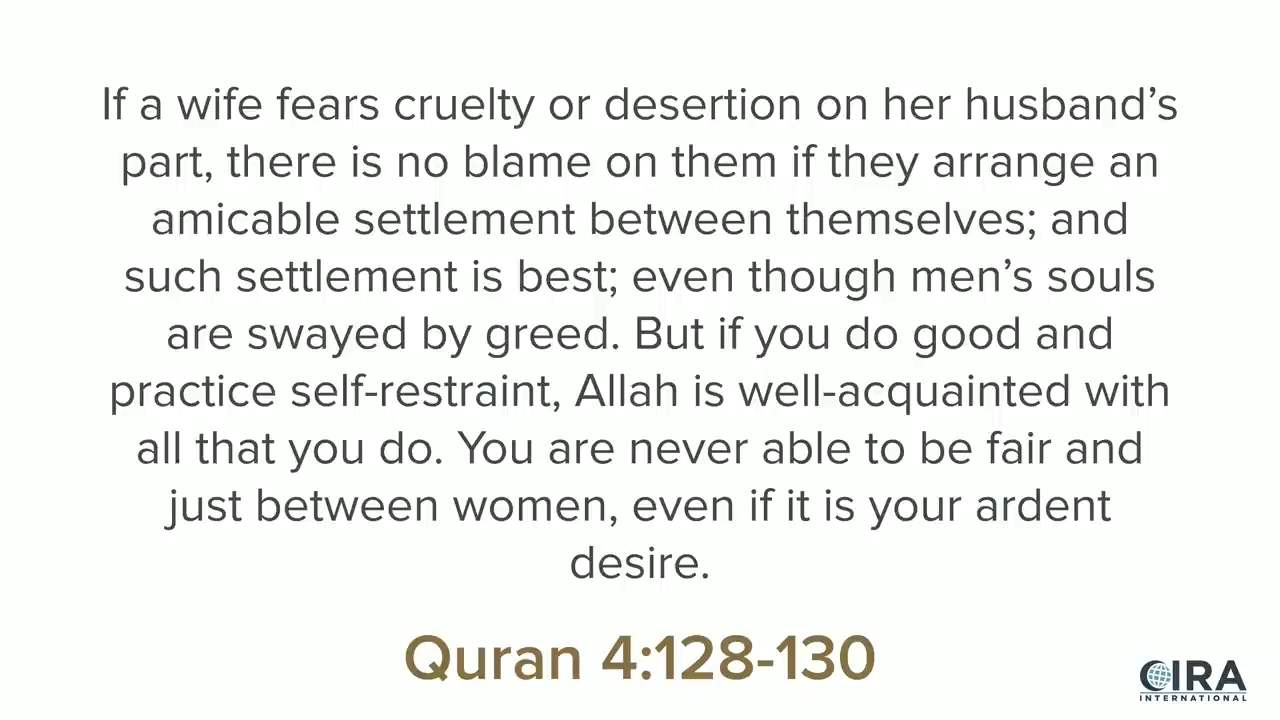 If a wife fears cruelty or desertion on her husband’s
part, there is no blame on them if they arrange an
amicable settlement between themselves; and
such settlement is best; even though men’s souls
are swayed by greed. But if you do good and
practice self-restraint, Allah is well-acquainted with
all that you do. You are never able to be fair and
just between women, even if it is your ardent
desire.
Quran 4:128-130
CIRA
INTERNATIONAL